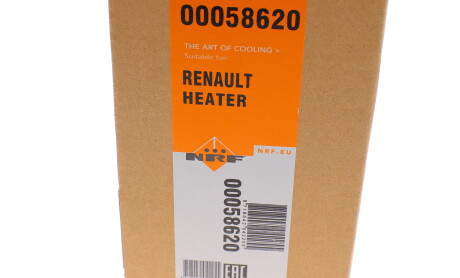 00058620
THE ART OF COOLING >
Suitable for:
RENAULT
HEATER
NRF
NRF.EU
00058620
EAC